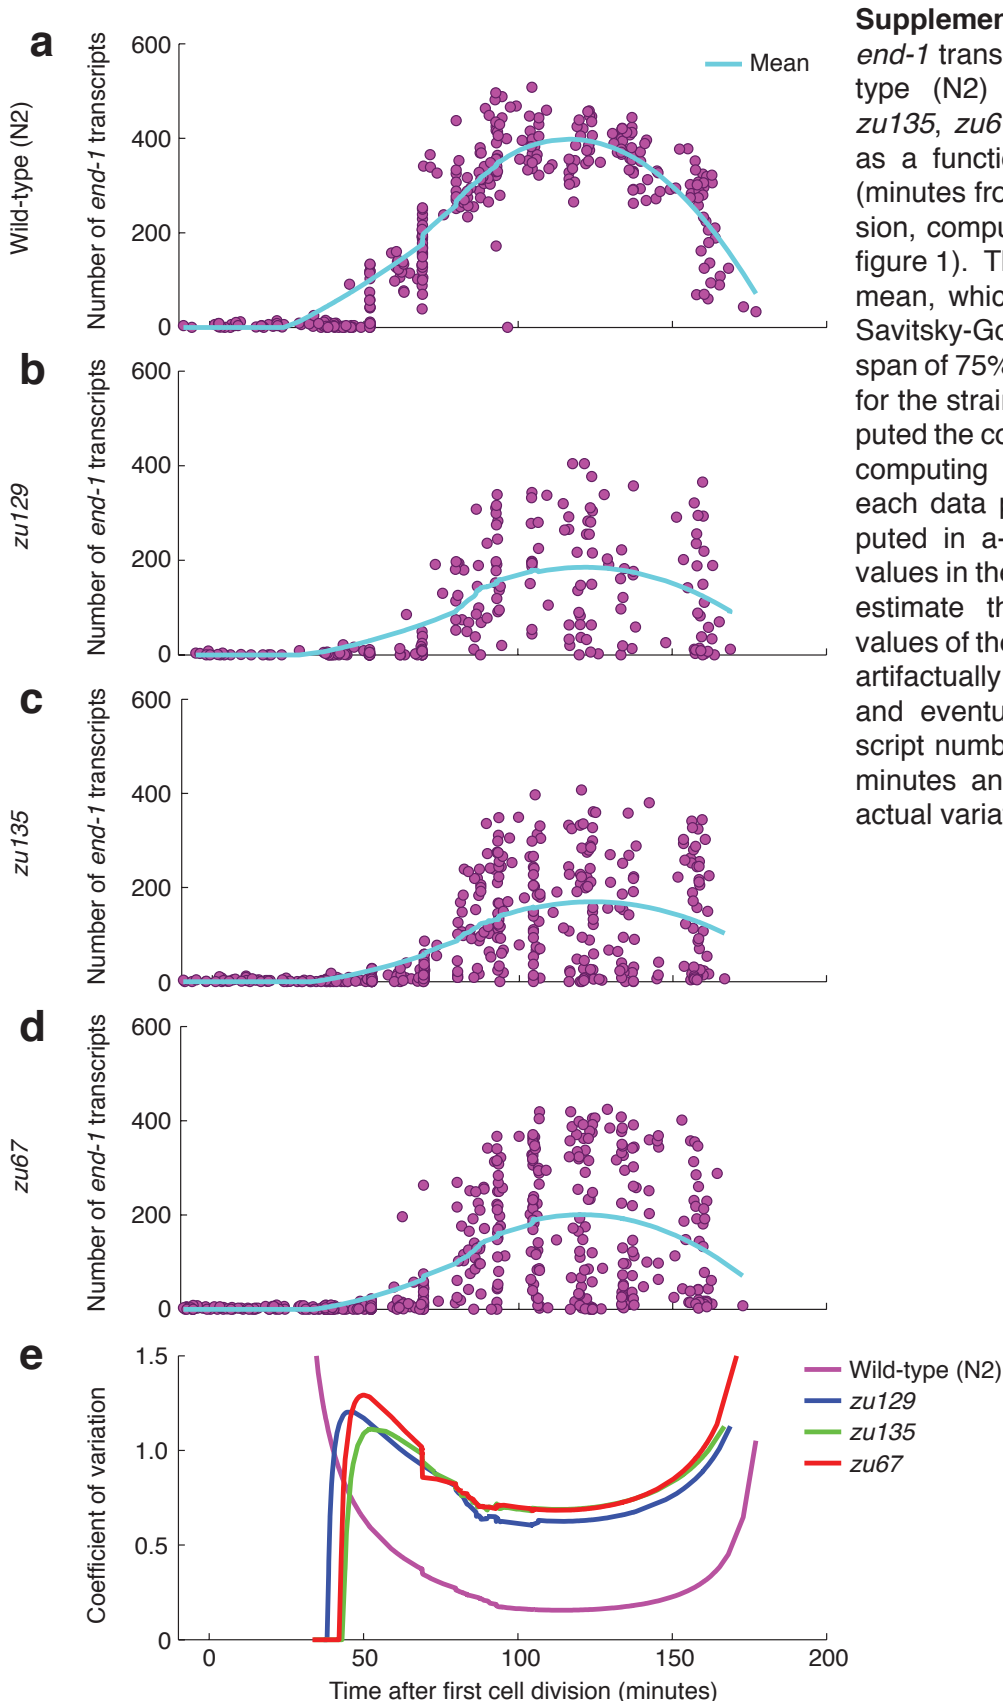 a
Wild-type (N2)
Number of end-1 transcripts
600
400
200
0
Mean
b
zu129
Number of end-1 transcripts
600
400
200
0
c
zu135
Number of end-1 transcripts
600
400
200
0
d
zu67
Number of end-1 transcripts
600
400
200
0
e
Coefficient of variation
1.5
1.0
0.5
0
0 50 100 150 200
Time after first cell division (minutes)
Wild-type (N2)
zu129
zu135
zu67
Supplemen
end-1 trans
type (N2)
zu135, zu6
as a functi
(minutes fro
sion, compu
figure 1). Th
mean, whic
Savitsky-Go
span of 75%
for the strai
puted the co
computing
each data p
puted in a-
values in the
estimate th
values of the
artifactually
and eventu
script numb
minutes an
actual varia